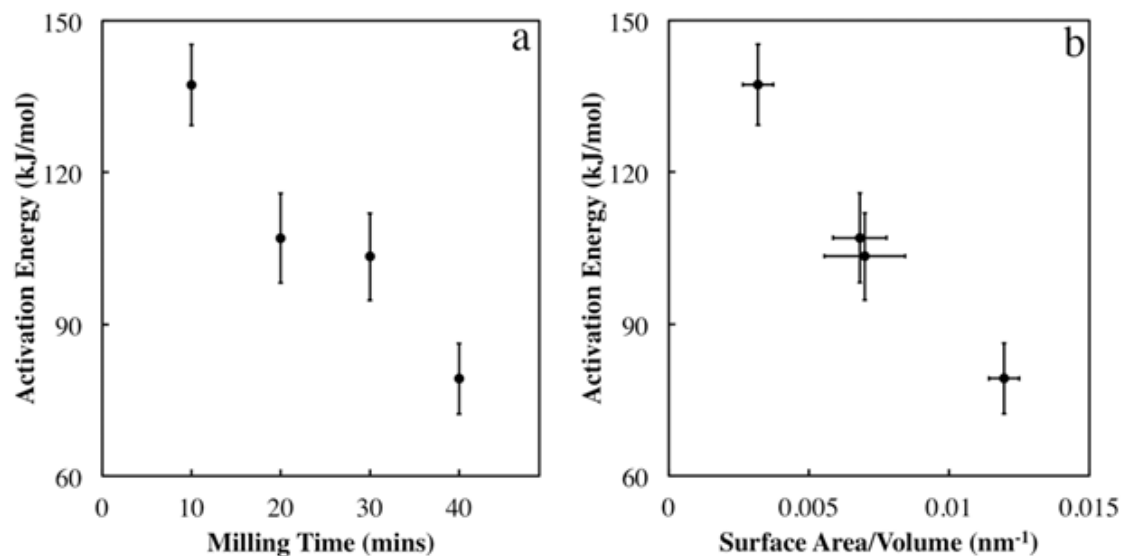 a
150
120
90
60
Activation Energy (kJ/mol)
0 10 20 30 40
Milling Time (mins)
b
150
120
90
60
Activation Energy (kJ/mol)
0 0.005 0.01 0.015
Surface Area/Volume (nm⁻¹)